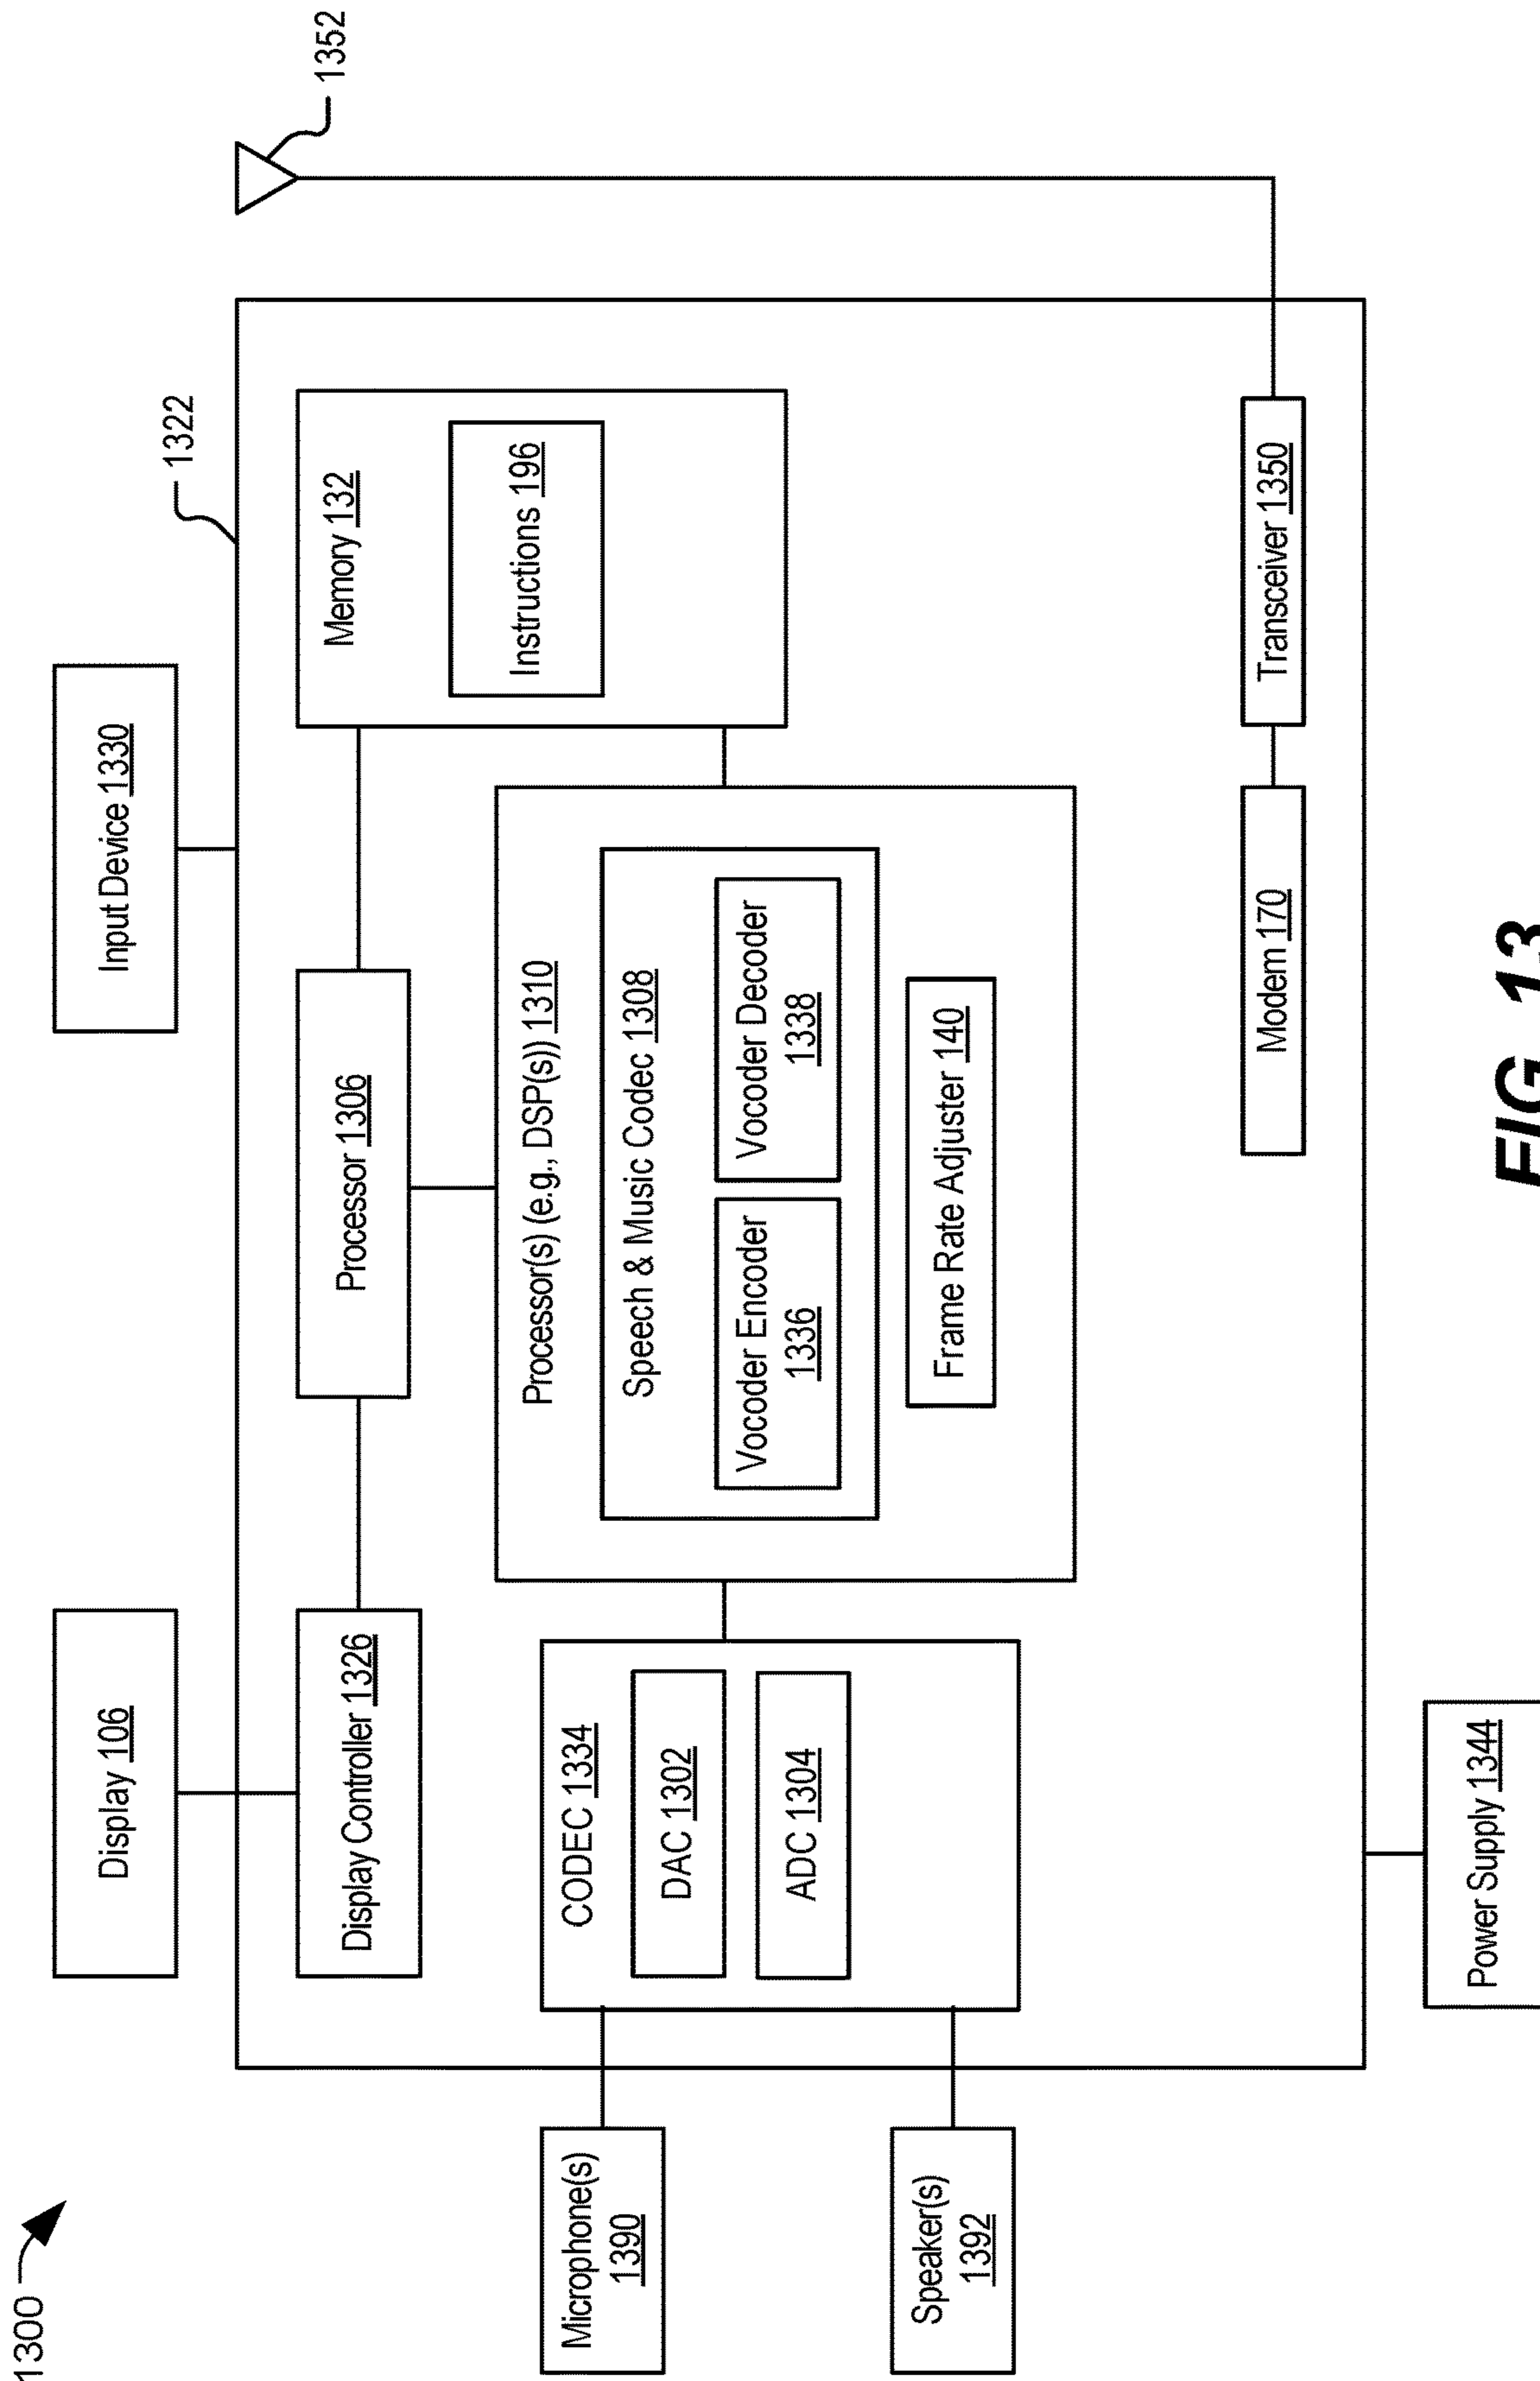 1300
Display 106
Input Device 1330
1322
1352
Display Controller 1326
Processor 1306
Memory 132
Instructions 196
Microphone(s)
1390
Speaker(s)
1392
CODEC 1334
DAC 1302
ADC 1304
Processor(s) (e.g., DSP(s)) 1310
Speech & Music Codec 1308
Vocoder Encoder
1336
Vocoder Decoder
1338
Frame Rate Adjuster 140
Modem 170
Transceiver 1350
Power Supply 1344
FIG. 13